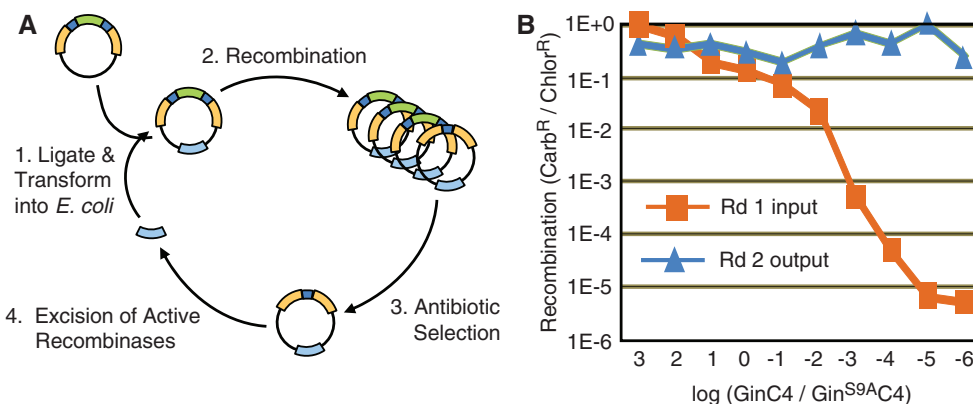 A
2. Recombination
1. Ligate &
Transform
into E. coli
3. Antibiotic
Selection
4. Excision of Active
Recombinases
B
Recombination (Carbᴿ / Chlorᴿ)
1E+0
1E-1
1E-2
1E-3
1E-4
1E-5
1E-6
Rd 1 input
Rd 2 output
3 2 1 0 -1 -2 -3 -4 -5 -6
log (GinC4 / Ginˢ⁹ᴬC4)